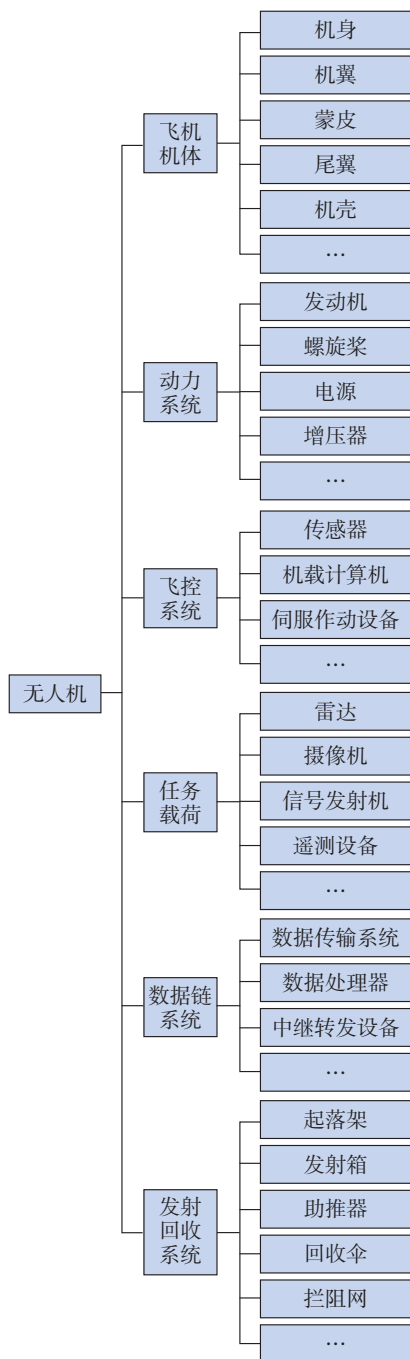 无人机
飞机
机体
机身
机翼
蒙皮
尾翼
机壳
…
动力
系统
发动机
螺旋桨
电源
增压器
…
飞控
系统
传感器
机载计算机
伺服作动设备
…
任务
载荷
雷达
摄像机
信号发射机
遥测设备
…
数据链
系统
数据传输系统
数据处理器
中继转发设备
…
发射
回收
系统
起落架
发射箱
助推器
回收伞
拦阻网
…